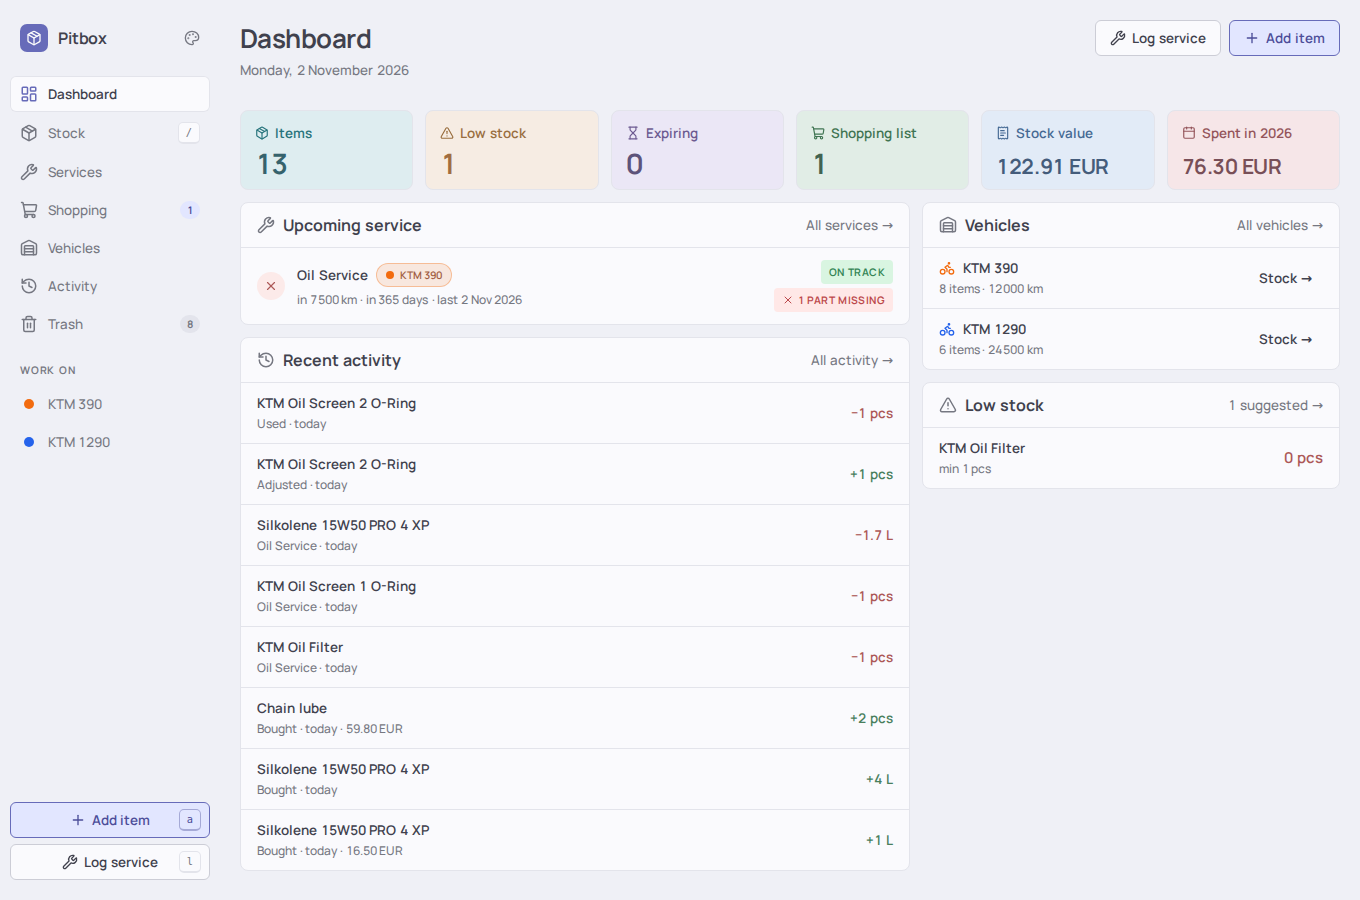 Pitbox
Dashboard
Stock /
Services
Shopping 1
Vehicles
Activity
Trash 8
WORK ON
KTM 390
KTM 1290
Add item a
Log service l
Dashboard
Monday, 2 November 2026
Log service
Add item
Items
13
Low stock
1
Expiring
0
Shopping list
1
Stock value
122.91 EUR
Spent in 2026
76.30 EUR
Upcoming service
All services →
Oil Service KTM 390
in 7 500 km · in 365 days · last 2 Nov 2026
ON TRACK
1 PART MISSING
Recent activity
All activity →
KTM Oil Screen 2 O-Ring
Used · today
−1 pcs
KTM Oil Screen 2 O-Ring
Adjusted · today
+1 pcs
Silkolene 15W50 PRO 4 XP
Oil Service · today
−1.7 L
KTM Oil Screen 1 O-Ring
Oil Service · today
−1 pcs
KTM Oil Filter
Oil Service · today
−1 pcs
Chain lube
Bought · today · 59.80 EUR
+2 pcs
Silkolene 15W50 PRO 4 XP
Bought · today
+4 L
Silkolene 15W50 PRO 4 XP
Bought · today · 16.50 EUR
+1 L
Vehicles
All vehicles →
KTM 390
8 items · 12 000 km
Stock →
KTM 1290
6 items · 24 500 km
Stock →
Low stock
1 suggested →
KTM Oil Filter
min 1 pcs
0 pcs